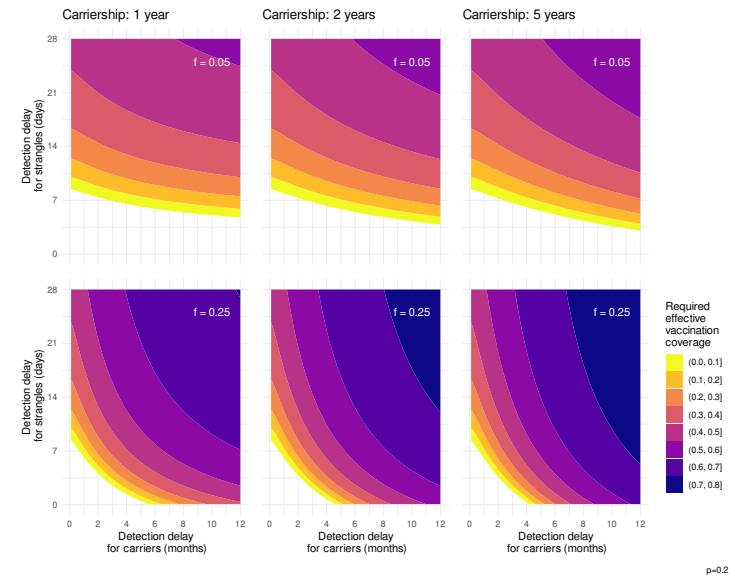 Carriership: 1 year
Carriership: 2 years
Carriership: 5 years
Detection delay
for strangles (days)
28
21
14
7
0
f = 0.05
f = 0.05
f = 0.05
Detection delay
for strangles (days)
28
21
14
7
0
f = 0.25
f = 0.25
f = 0.25
0 2 4 6 8 10 12
0 2 4 6 8 10 12
0 2 4 6 8 10 12
Detection delay
for carriers (months)
Detection delay
for carriers (months)
Detection delay
for carriers (months)
Required
effective
vaccination
coverage
(0.0, 0.1]
(0.1, 0.2]
(0.2, 0.3]
(0.3, 0.4]
(0.4, 0.5]
(0.5, 0.6]
(0.6, 0.7]
(0.7, 0.8]
p=0.2